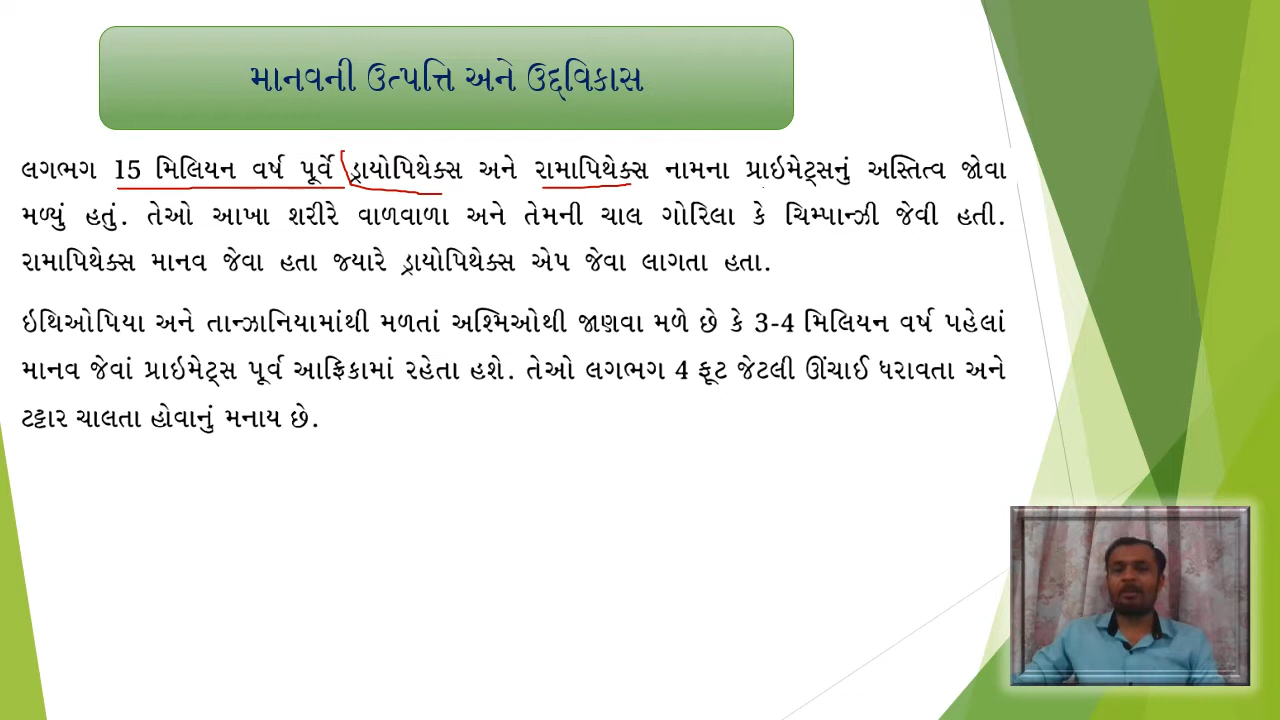 માનવની ઉત્પત્તિ અને ઉદ્દવિકાસ
લગભગ 15 મિલિયન વર્ષ પૂર્વે ડ્રાયોપિથેક્સ અને રામાપિથેક્સ નામના પ્રાઇમેટ્સનું અસ્તિત્વ જોવા
મળ્યું હતું. તેઓ આખા શરીરે વાળવાળા અને તેમની ચાલ ગોરિલા કે ચિમ્પાન્ઝી જેવી હતી.
રામાપિથેક્સ માનવ જેવા હતા જ્યારે ડ્રાયોપિથેક્સ એપ જેવા લાગતા હતા.
ઇથિઓપિયા અને તાન્ઝાનિયામાંથી મળતાં અશ્મિઓથી જાણવા મળે છે કે 3-4 મિલિયન વર્ષ પહેલાં
માનવ જેવાં પ્રાઇમેટ્સ પૂર્વ આફ્રિકામાં રહેતા હશે. તેઓ લગભગ 4 ફૂટ જેટલી ઊંચાઈ ધરાવતા અને
ટટ્ટાર ચાલતા હોવાનું મનાય છે.